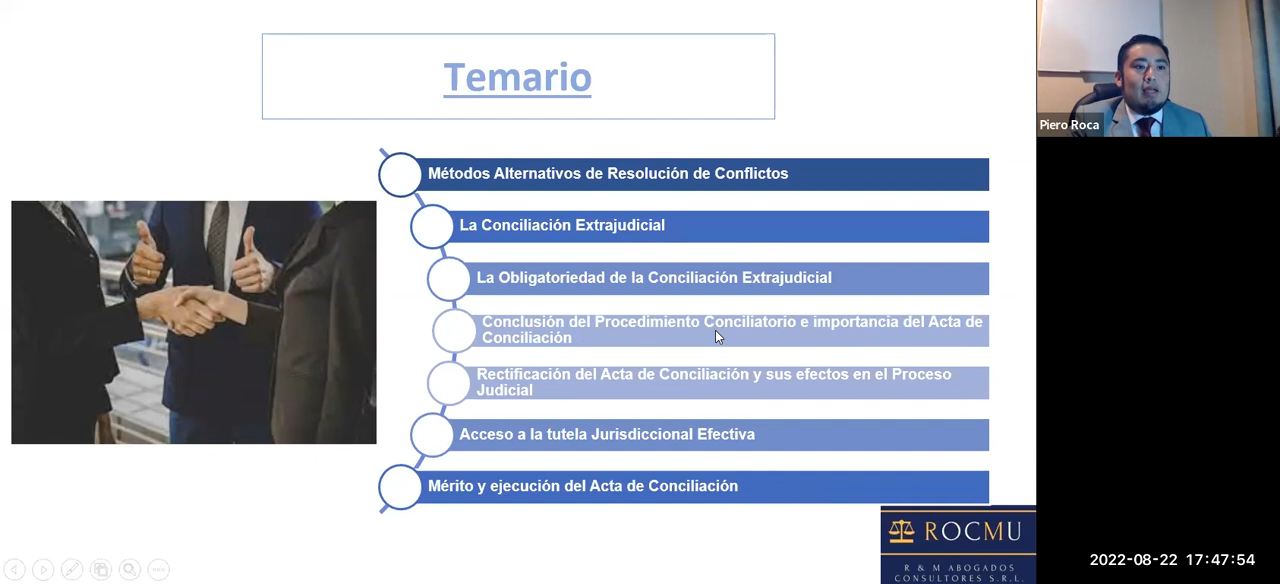 Temario
Piero Roca
Métodos Alternativos de Resolución de Conflictos
La Conciliación Extrajudicial
La Obligatoriedad de la Conciliación Extrajudicial
Conclusión del Procedimiento Conciliatorio e importancia del Acta de
Conciliación
Rectificación del Acta de Conciliación y sus efectos en el Proceso
Judicial
Acceso a la tutela Jurisdiccional Efectiva
Mérito y ejecución del Acta de Conciliación
ROCMU
R & M ABOGADOS
CONSULTORES S.R.L.
2022-08-22 17:47:54